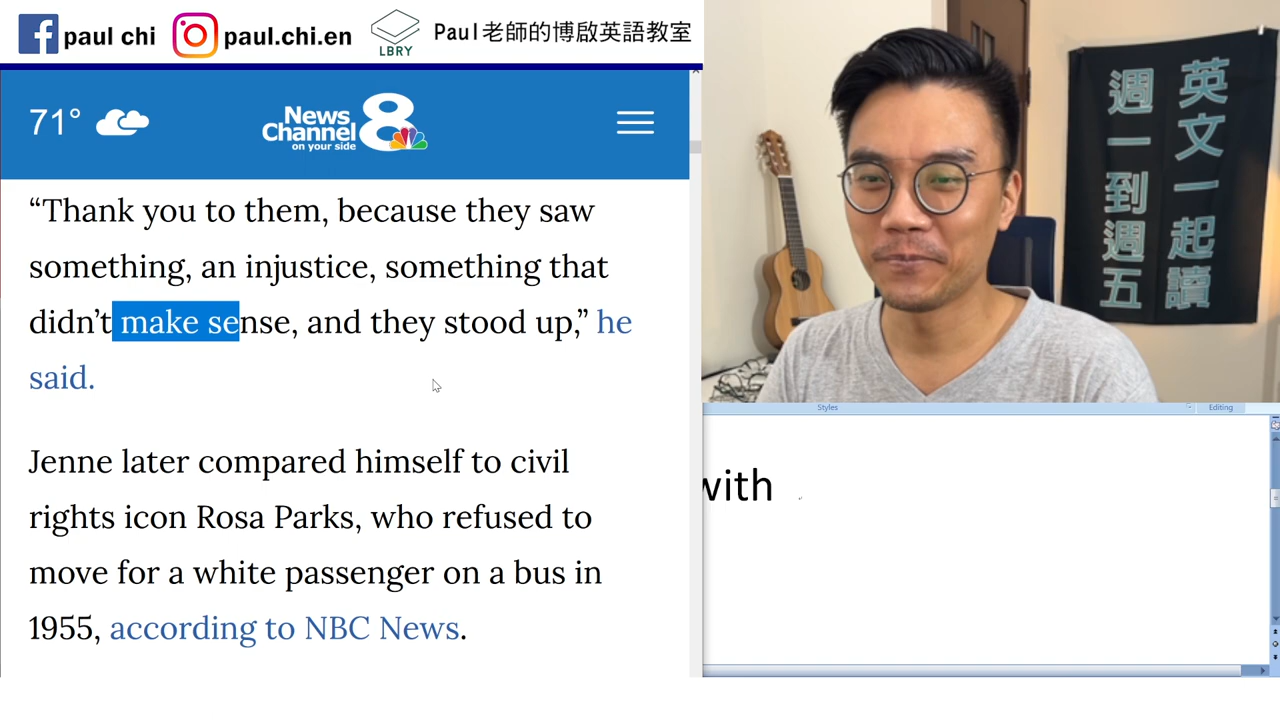 paul chi
paul.chi.en
LBRY
Paul老師的博啟英語教室
71°
News
Channel
8
on your side
“Thank you to them, because they saw
something, an injustice, something that
didn’t make sense, and they stood up,” he
said.
Jenne later compared himself to civil
rights icon Rosa Parks, who refused to
move for a white passenger on a bus in
1955, according to NBC News.
英文一起讀
週一到週五
Styles
Editing
with